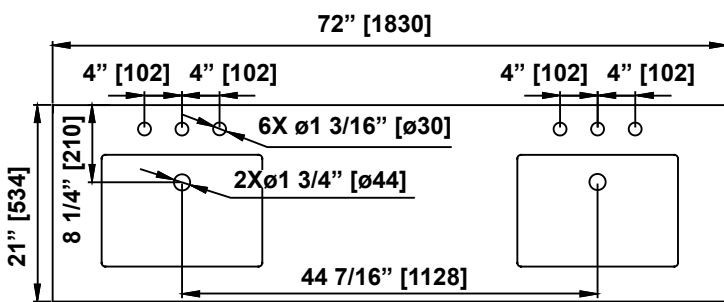 72” [1830]
4” [102] 4” [102] 4” [102] 4” [102]
6X ø1 3/16” [ø30]
8 1/4” [210]
2Xø1 3/4” [ø44]
21” [534]
44 7/16” [1128]